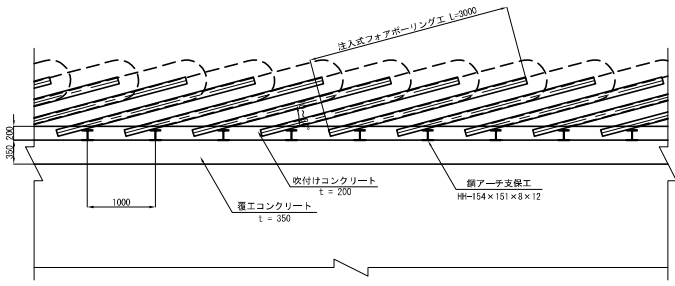 注入式フォアポーリング工 L=3000
200
350
1000
吹付けコンクリート
t = 200
覆工コンクリート
t = 350
鋼アーチ支保工
HH-154×151×8×12